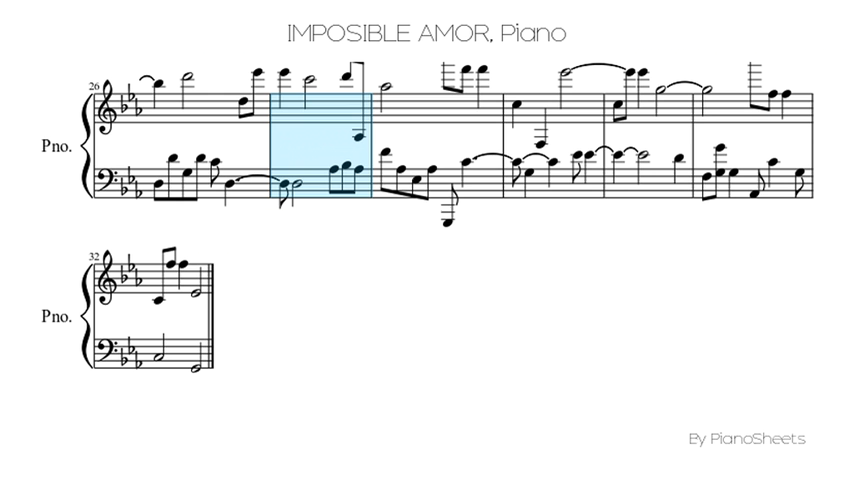 IMPOSIBLE AMOR, Piano
26
Pno.
32
Pno.
By PianoSheets